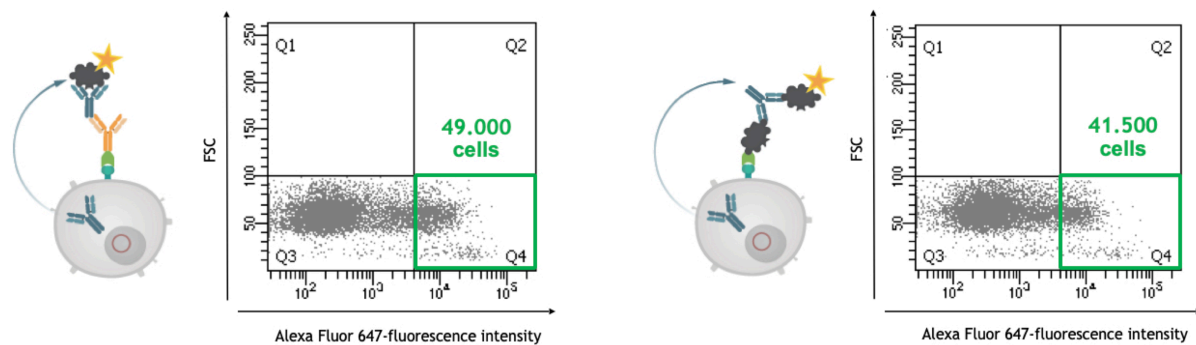 FSC
250
200
150
100
50
Q1
Q2
49.000
cells
Q3
Q4
10²
10³
10⁴
10⁵
Alexa Fluor 647-fluorescence intensity
FSC
250
200
150
100
50
Q1
Q2
41.500
cells
Q3
Q4
10²
10³
10⁴
10⁵
Alexa Fluor 647-fluorescence intensity